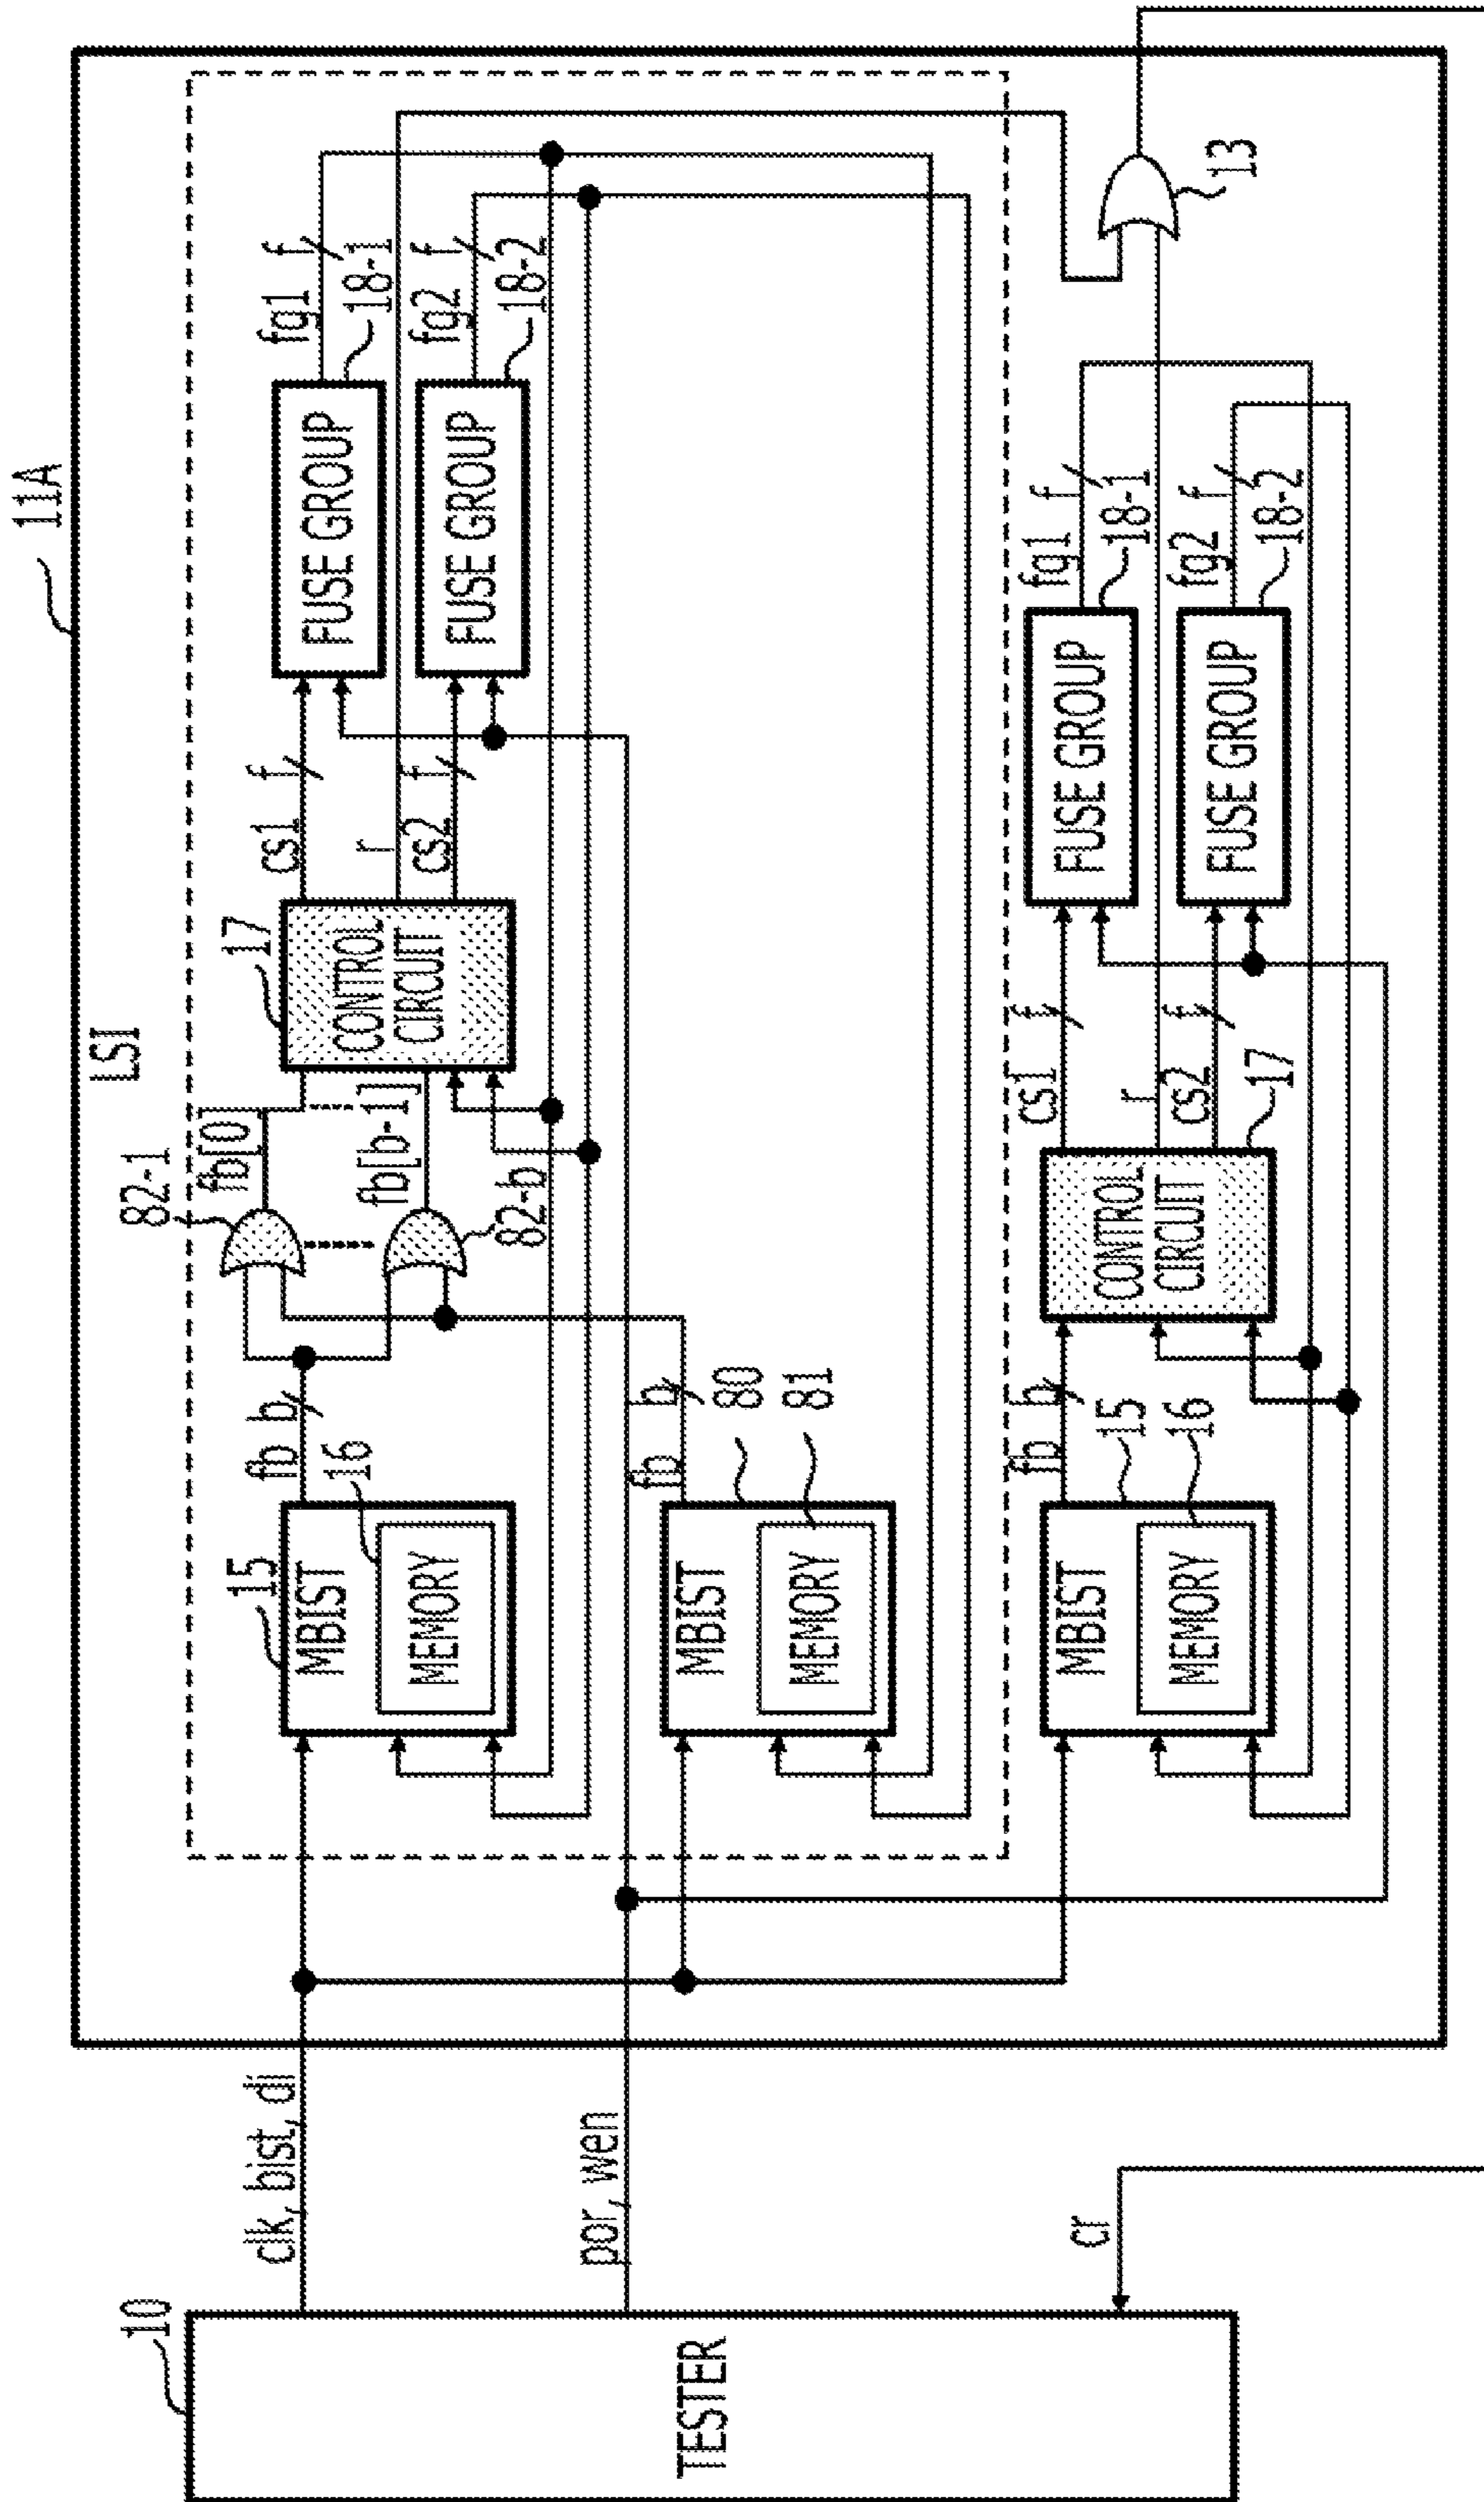 10
TESTER
clk, bist, di
por, wen
cr
11A
LSI
15
MBIST
16
MEMORY
fb b
82-1
fb[0]
fb[b-1]
82-b
17
CONTROL
CIRCUIT
cs1 f
r
cs2 f
FUSE GROUP
fg1 f
18-1
FUSE GROUP
fg2 f
18-2
MBIST
MEMORY
fb b
80
81
MBIST
MEMORY
fb b
15
16
CONTROL
CIRCUIT
17
cs1 f
r
cs2 f
FUSE GROUP
fg1 f
18-1
FUSE GROUP
fg2 f
18-2
13